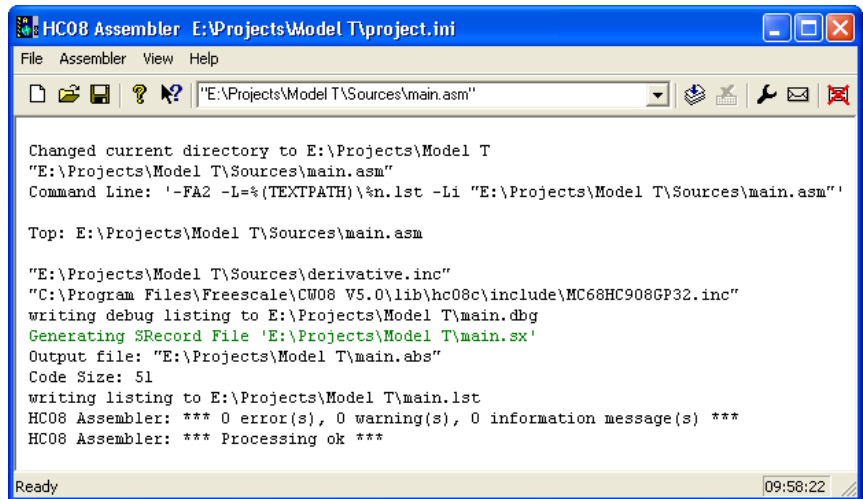 HC08 Assembler E:\Projects\Model T\project.ini
File Assembler View Help
"E:\Projects\Model T\Sources\main.asm"
Changed current directory to E:\Projects\Model T
"E:\Projects\Model T\Sources\main.asm"
Command Line: '-FA2 -L=%(TEXTPATH)\%n.lst -Li "E:\Projects\Model T\Sources\main.asm"'
Top: E:\Projects\Model T\Sources\main.asm
"E:\Projects\Model T\Sources\derivative.inc"
"C:\Program Files\Freescale\CW08 V5.0\lib\hc08c\include\MC68HC908GP32.inc"
writing debug listing to E:\Projects\Model T\main.dbg
Generating SRecord File 'E:\Projects\Model T\main.sx'
Output file: "E:\Projects\Model T\main.abs"
Code Size: 51
writing listing to E:\Projects\Model T\main.lst
HC08 Assembler: *** 0 error(s), 0 warning(s), 0 information message(s) ***
HC08 Assembler: *** Processing ok ***
Ready 09:58:22